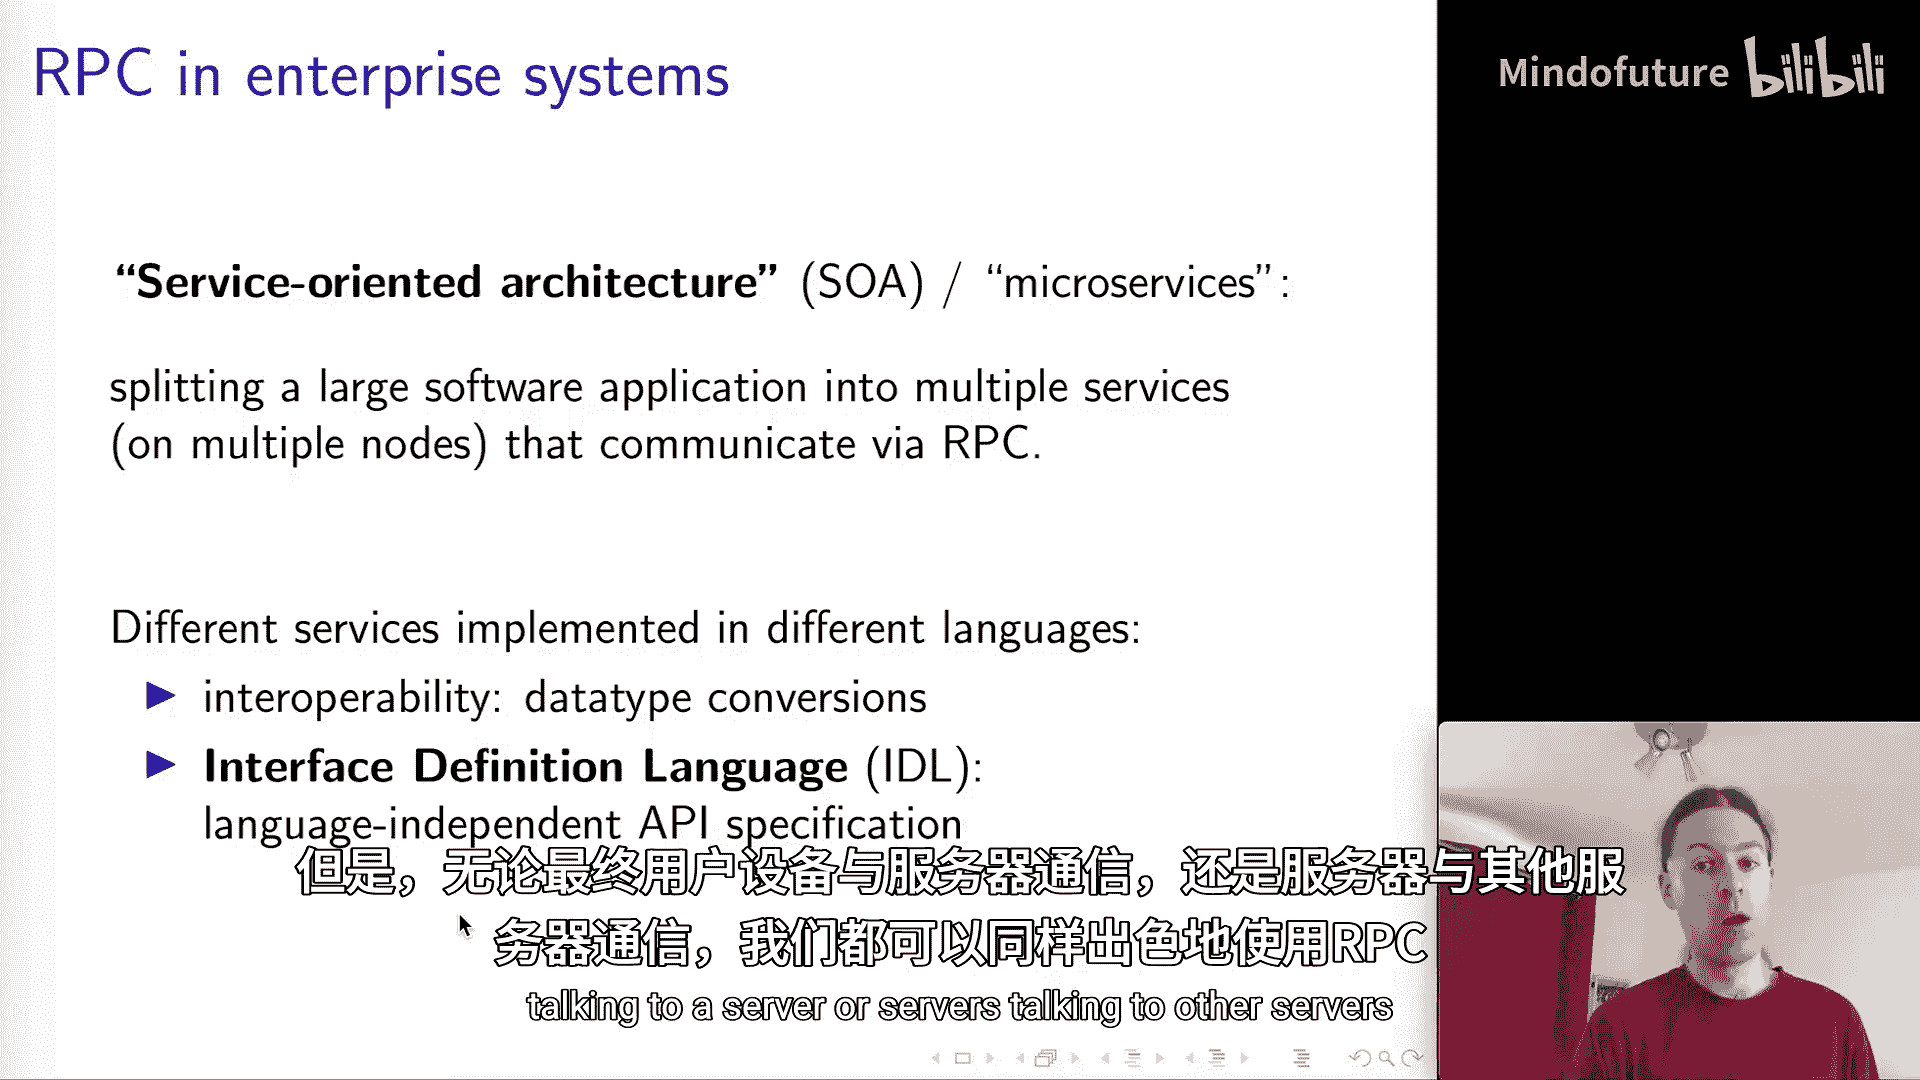 RPC in enterprise systems
Mindofuture bilibili
“Service-oriented architecture” (SOA) / “microservices”:
splitting a large software application into multiple services
(on multiple nodes) that communicate via RPC.
Different services implemented in different languages:
▶ interoperability: datatype conversions
▶ Interface Definition Language (IDL):
language-independent API specification
但是，无论最终用户设备与服务器通信，还是服务器与其他服
务器通信，我们都可以同样出色地使用RPC
talking to a server or servers talking to other servers